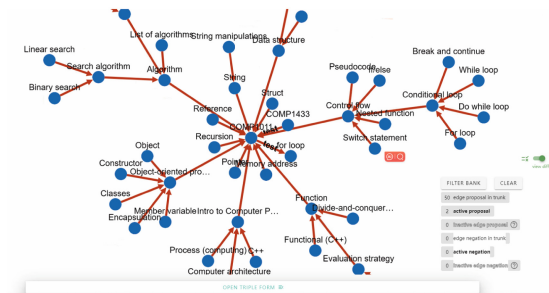 List of algorithms
String manipulations
Data structure
Linear search
Search algorithm
Algorithm
Binary search
String
Struct
Pseudocode
If/else
Break and continue
While loop
Conditional loop
Do while loop
For loop
Control flow
Nested function
Switch statement
Reference
COMP1011
COMP1433
Recursion
test
test
for loop
Pointer
Memory address
Object
Constructor
Object-oriented pro...
Classes
Encapsulation
Member variable
Intro to Computer P...
Function
Divide-and-conquer...
Functional (C++)
Evaluation strategy
Process (computing)
C++
Computer architecture
FILTER BANK
CLEAR
50 edge proposal in trunk
2 active proposal
0 inactive edge proposal ?
0 edge negation in trunk
0 active negation
0 inactive edge negation ?
OPEN TRIPLE FORM